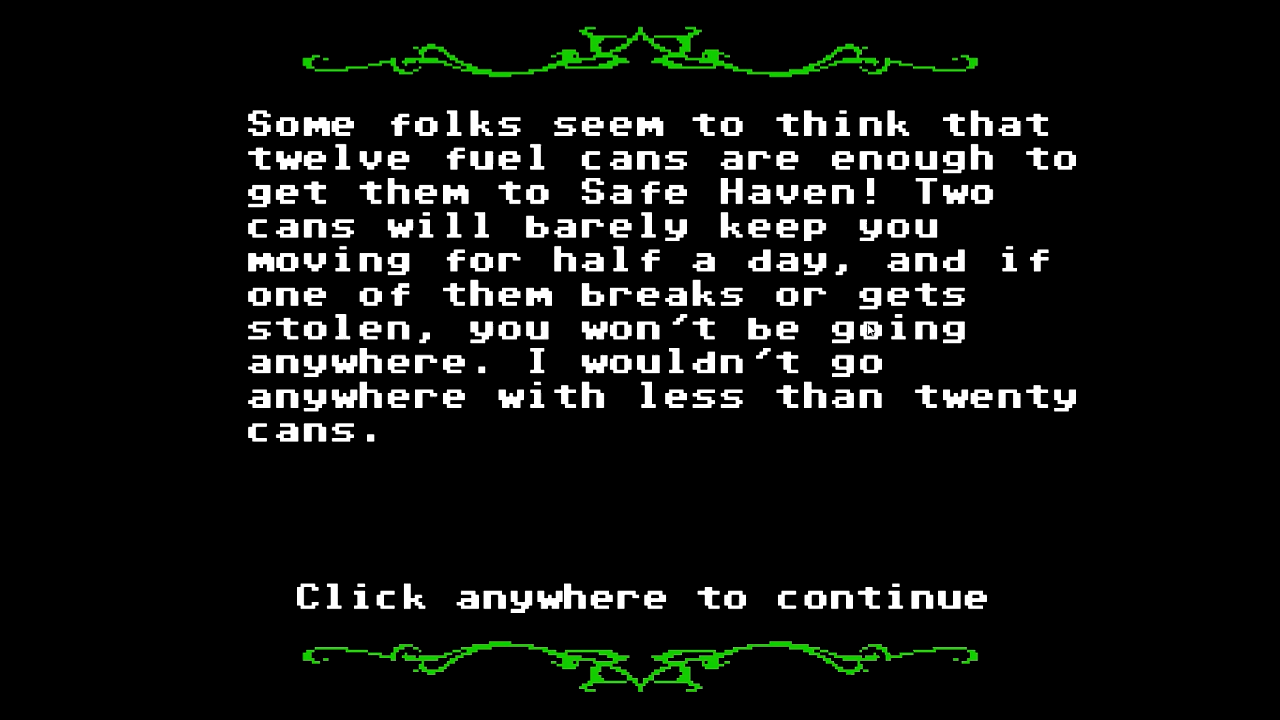 Some folks seem to think that
twelve fuel cans are enough to
get them to Safe Haven! Two
cans will barely keep you
moving for half a day, and if
one of them breaks or gets
stolen, you won't be going
anywhere. I wouldn't go
anywhere with less than twenty
cans.
Click anywhere to continue